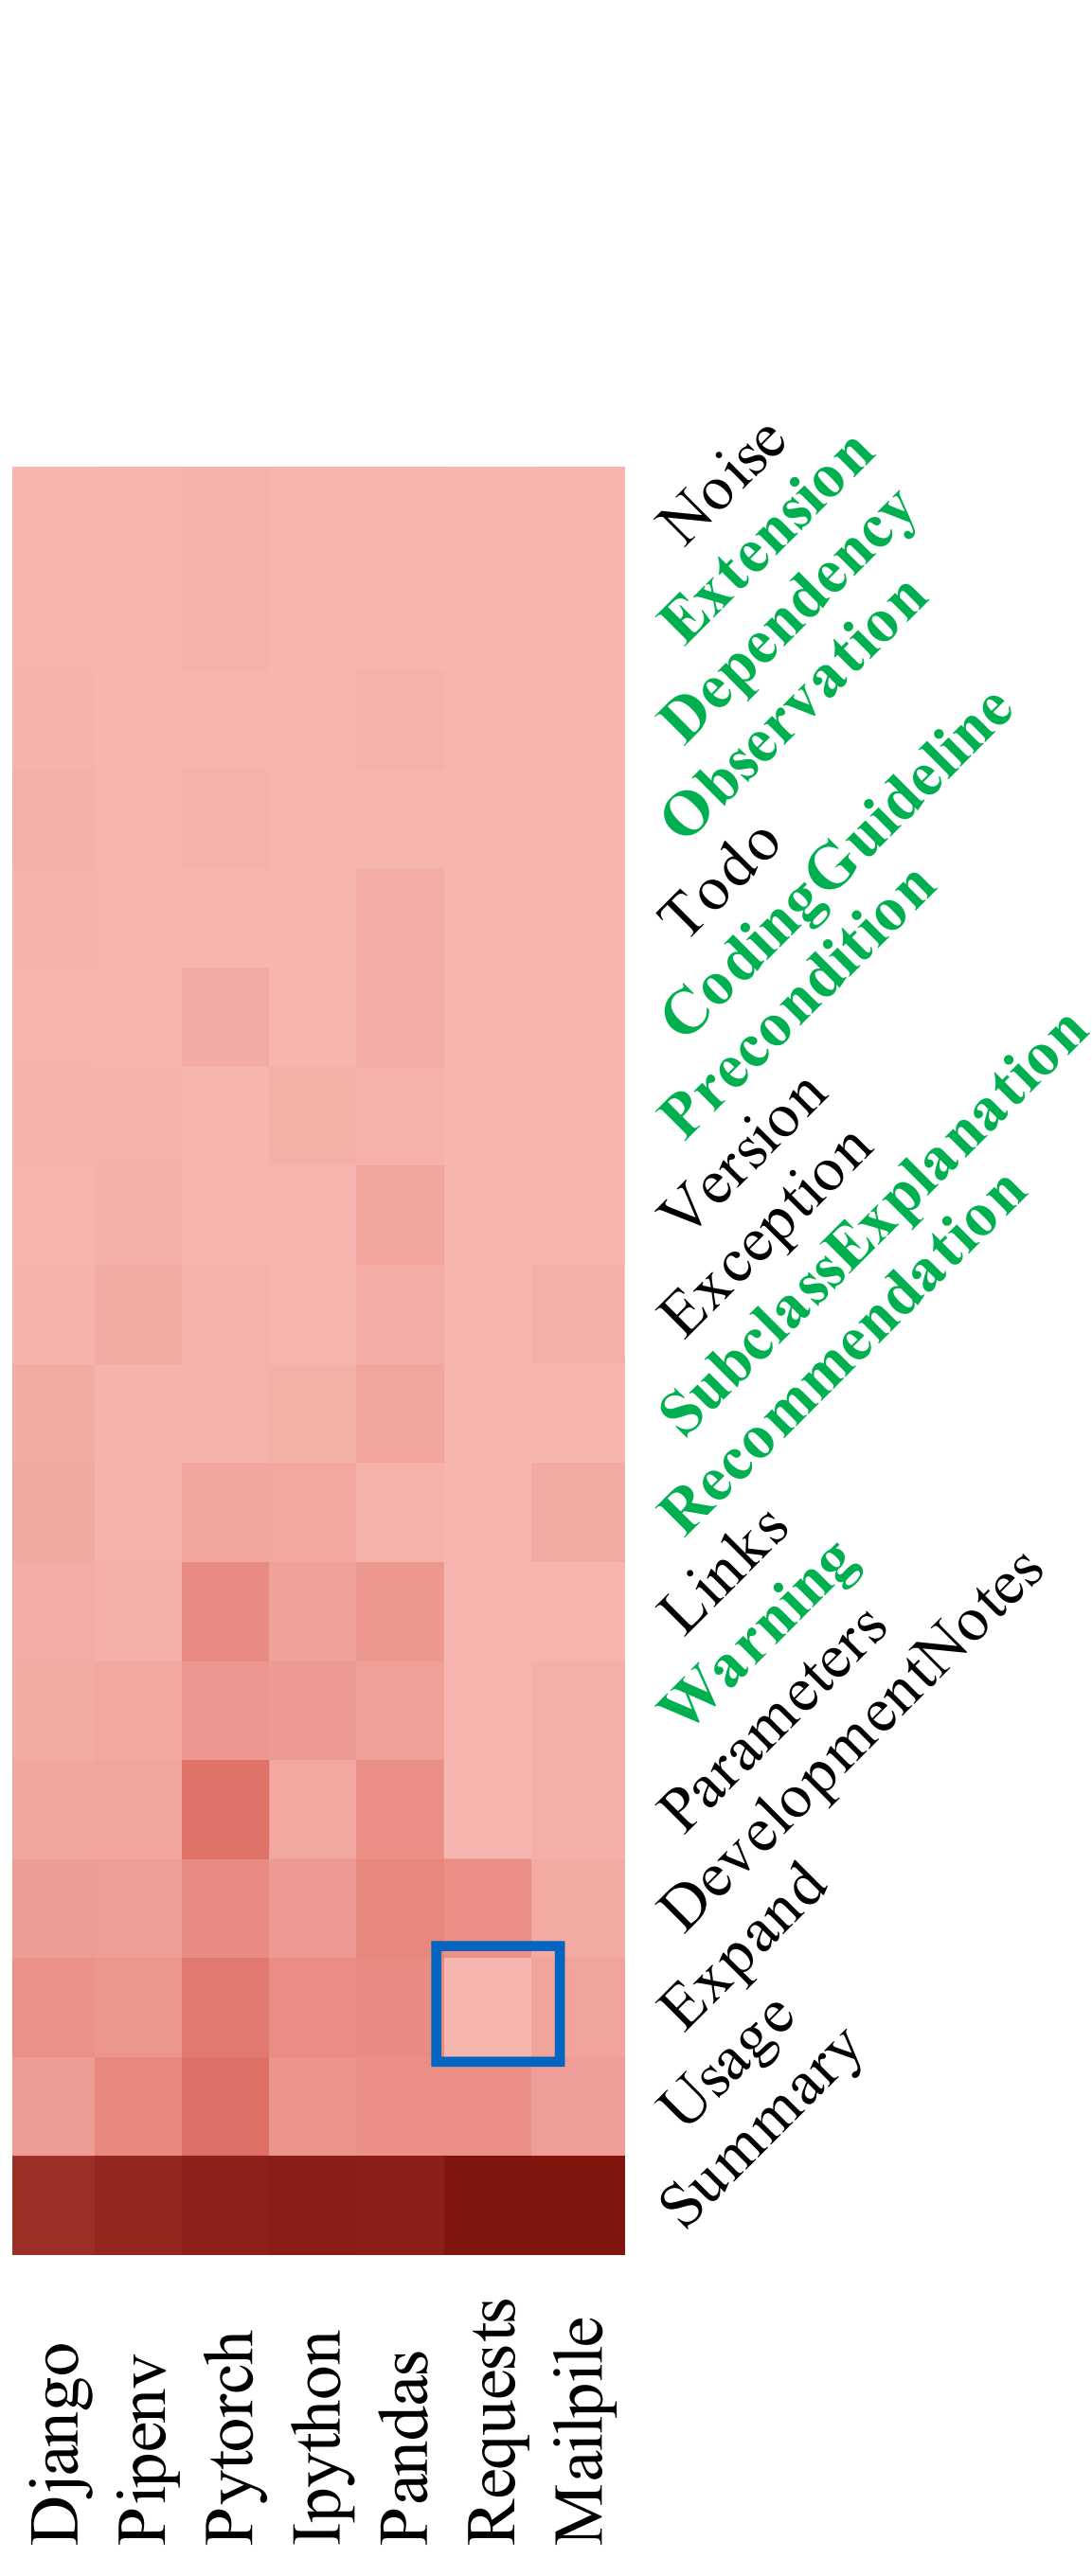 Noise
Extension
Dependency
Observation
Todo
CodingGuideline
Precondition
Version
Exception
SubclassExplanation
Recommendation
Links
Warning
Parameters
DevelopmentNotes
Expand
Usage
Summary
Django
Pipenv
Pytorch
Ipython
Pandas
Requests
Mailpile